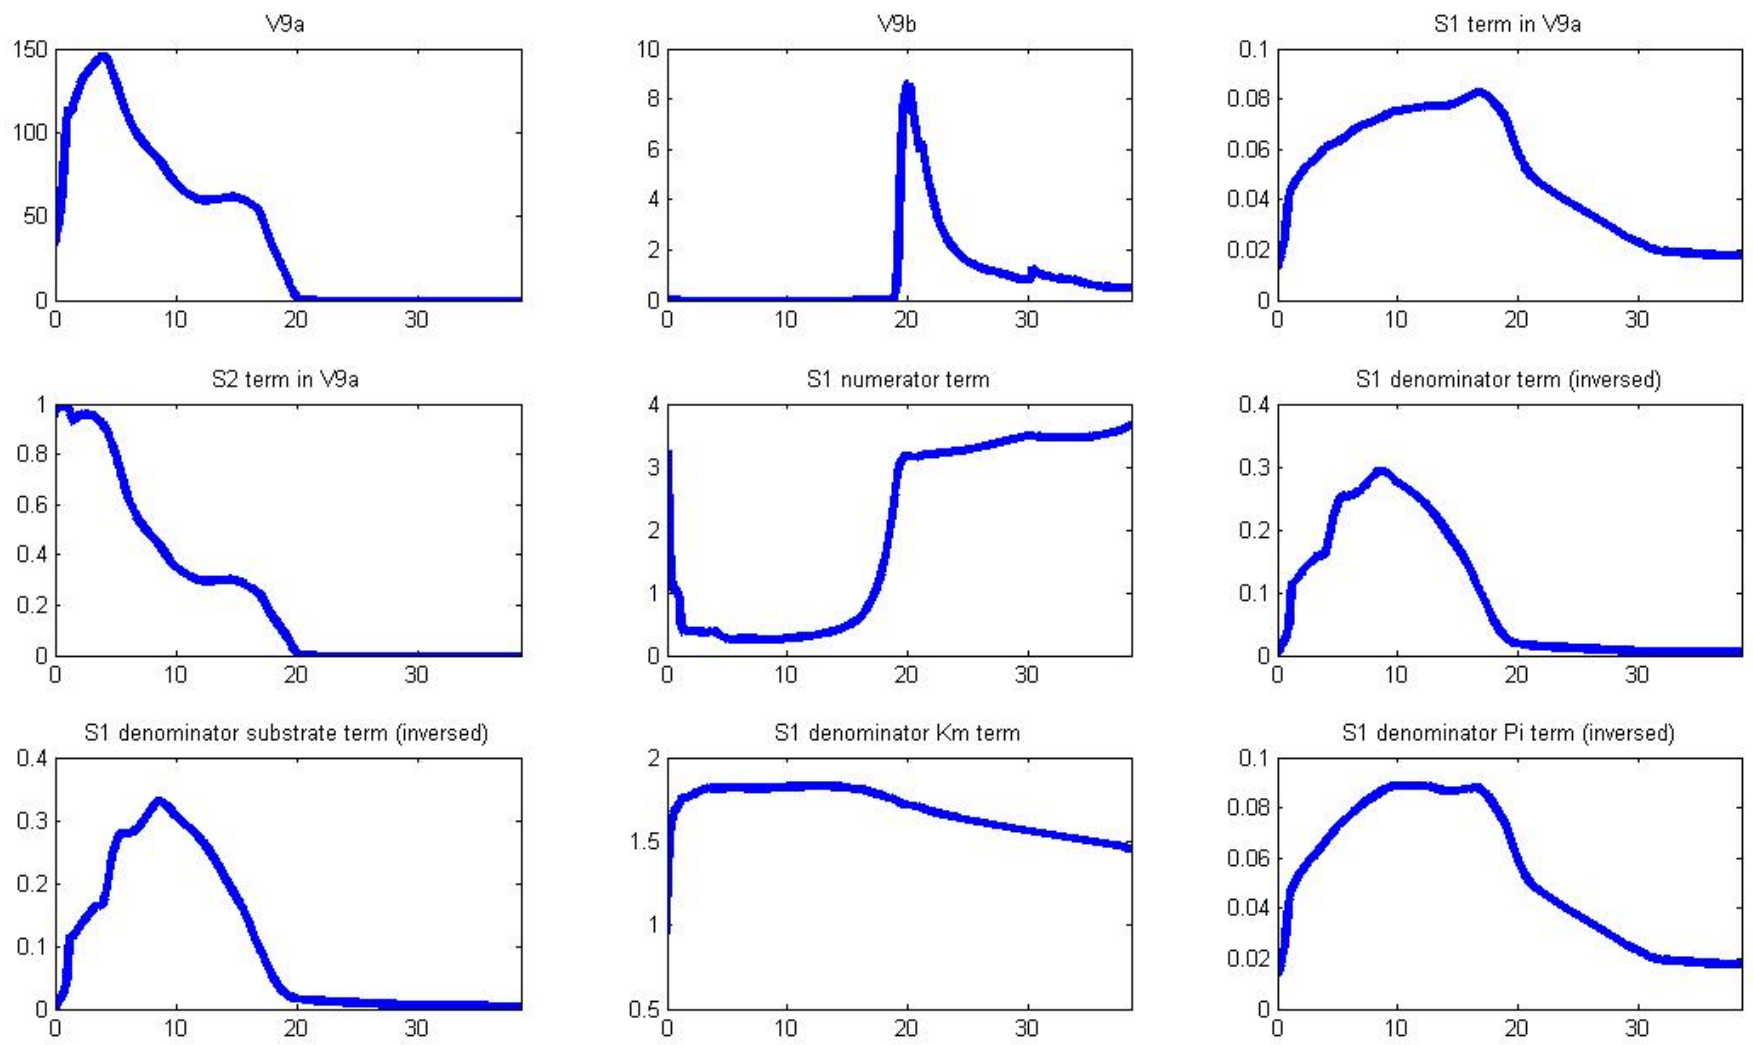 V9a
150
100
50
0
0 10 20 30
V9b
10
8
6
4
2
0
0 10 20 30
S1 term in V9a
0.1
0.08
0.06
0.04
0.02
0
0 10 20 30
S2 term in V9a
1
0.8
0.6
0.4
0.2
0
0 10 20 30
S1 numerator term
4
3
2
1
0
0 10 20 30
S1 denominator term (inversed)
0.4
0.3
0.2
0.1
0
0 10 20 30
S1 denominator substrate term (inversed)
0.4
0.3
0.2
0.1
0
0 10 20 30
S1 denominator Km term
2
1.5
1
0.5
0 10 20 30
S1 denominator Pi term (inversed)
0.1
0.08
0.06
0.04
0.02
0
0 10 20 30